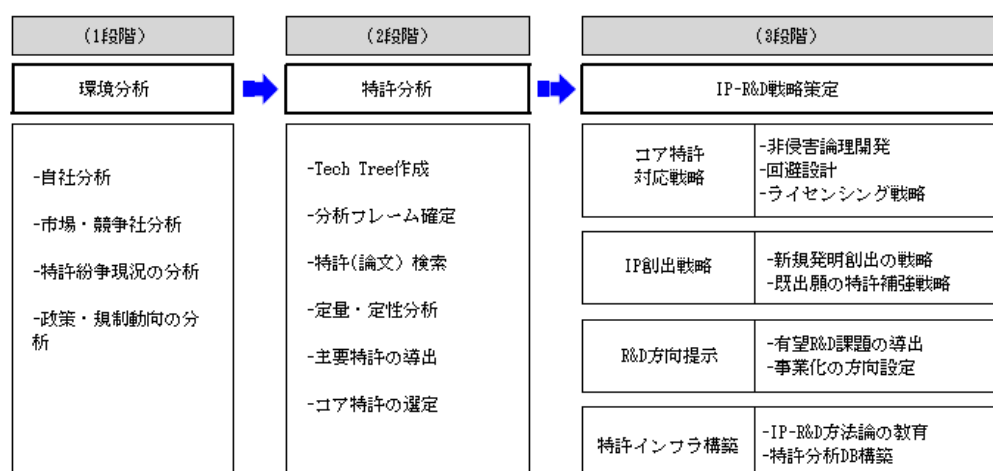 (1段階)
環境分析
-自社分析
-市場・競争社分析
-特許紛争現況の分析
-政策・規制動向の分
析
(2段階)
特許分析
-Tech Tree作成
-分析フレーム確定
-特許(論文) 検索
-定量・定性分析
-主要特許の導出
-コア特許の選定
(3段階)
IP-R&D戦略策定
コア特許
対応戦略
-非侵害論理開発
-回避設計
-ライセンシング戦略
IP創出戦略
-新規発明創出の戦略
-既出願の特許補強戦略
R&D方向提示
-有望R&D課題の導出
-事業化の方向設定
特許インフラ構築
-IP-R&D方法論の教育
-特許分析DB構築